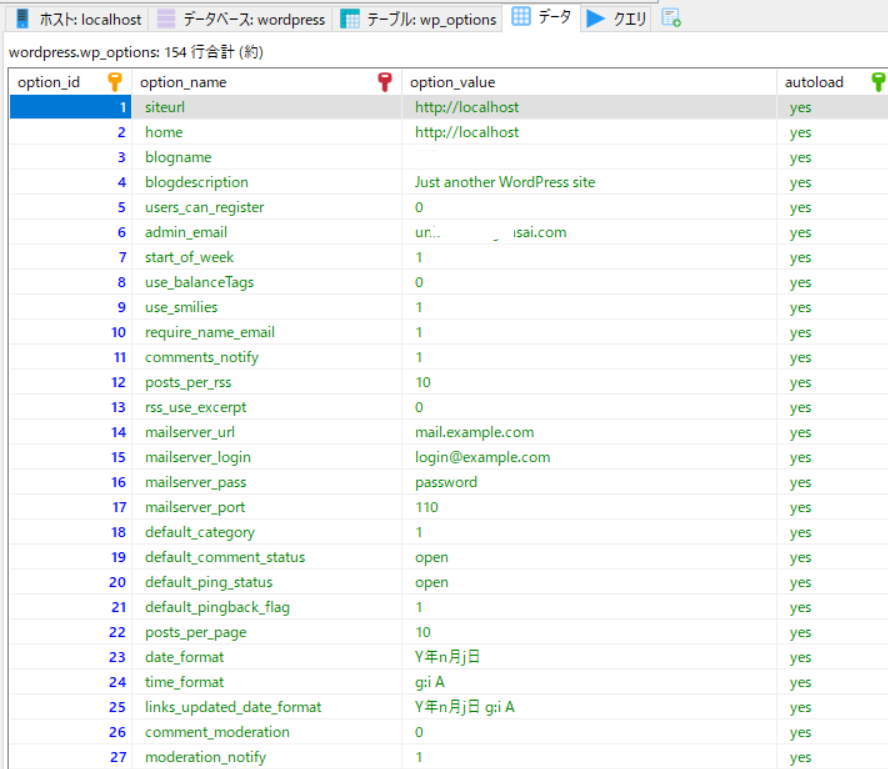 ホスト: localhost データベース: wordpress テーブル: wp_options データ クエリ
wordpress.wp_options: 154 行合計 (約)
option_id option_name option_value autoload
1 siteurl http://localhost yes
2 home http://localhost yes
3 blogname yes
4 blogdescription Just another WordPress site yes
5 users_can_register 0 yes
6 admin_email yes
7 start_of_week 1 yes
8 use_balanceTags 0 yes
9 use_smilies 1 yes
10 require_name_email 1 yes
11 comments_notify 1 yes
12 posts_per_rss 10 yes
13 rss_use_excerpt 0 yes
14 mailserver_url mail.example.com yes
15 mailserver_login login@example.com yes
16 mailserver_pass password yes
17 mailserver_port 110 yes
18 default_category 1 yes
19 default_comment_status open yes
20 default_ping_status open yes
21 default_pingback_flag 1 yes
22 posts_per_page 10 yes
23 date_format Y年n月j日 yes
24 time_format g:i A yes
25 links_updated_date_format Y年n月j日 g:i A yes
26 comment_moderation 0 yes
27 moderation_notify 1 yes